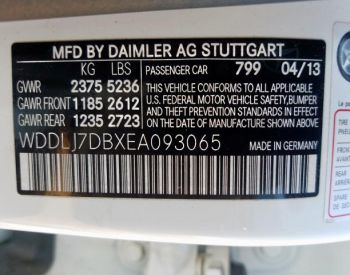 MFD BY DAIMLER AG STUTTGART
KG LBS PASSENGER CAR 799 04/13
GVWR 2375 5236
GAWR FRONT 1185 2612
GAWR REAR 1235 2723
THIS VEHICLE CONFORMS TO ALL APPLICABLE
U.S. FEDERAL MOTOR VEHICLE SAFETY, BUMPER
AND THEFT PREVENTION STANDARDS IN EFFECT
ON THE DATE OF MANUFACTURE SHOWN ABOVE.
WDDLJ7DBXEA093065 MADE IN GERMANY
TIRE
PNEU